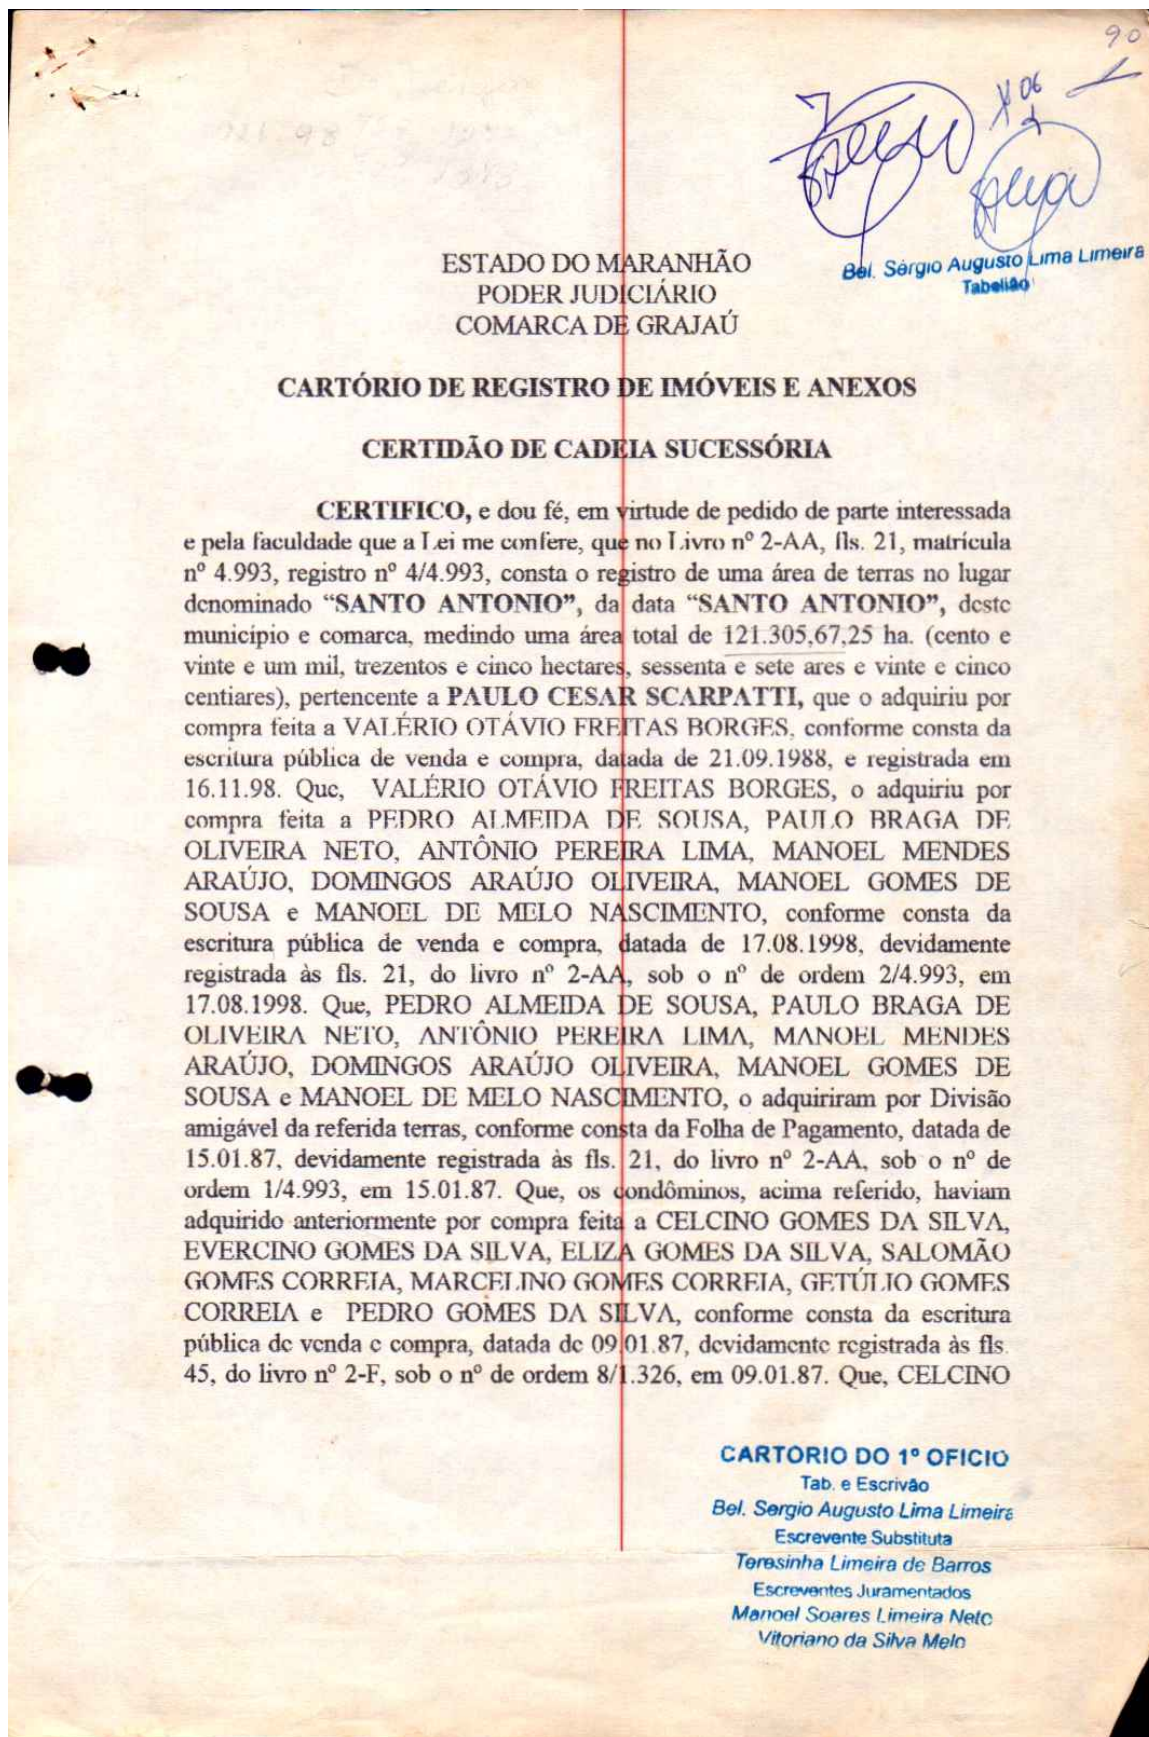 90
06
Bel. Sérgio Augusto Lima Limeira
Tabelião
ESTADO DO MARANHÃO
PODER JUDICIÁRIO
COMARCA DE GRAJAÚ
CARTÓRIO DE REGISTRO DE IMÓVEIS E ANEXOS
CERTIDÃO DE CADEIA SUCESSÓRIA
CERTIFICO, e dou fé, em virtude de pedido de parte interessada
e pela faculdade que a Lei me confere, que no Livro nº 2-AA, fls. 21, matrícula
nº 4.993, registro nº 4/4.993, consta o registro de uma área de terras no lugar
denominado “SANTO ANTONIO”, da data “SANTO ANTONIO”, deste
município e comarca, medindo uma área total de 121.305,67,25 ha. (cento e
vinte e um mil, trezentos e cinco hectares, sessenta e sete ares e vinte e cinco
centiares), pertencente a PAULO CESAR SCARPATTI, que o adquiriu por
compra feita a VALÉRIO OTÁVIO FREITAS BORGES, conforme consta da
escritura pública de venda e compra, datada de 21.09.1988, e registrada em
16.11.98. Que, VALÉRIO OTÁVIO FREITAS BORGES, o adquiriu por
compra feita a PEDRO ALMEIDA DE SOUSA, PAULO BRAGA DE
OLIVEIRA NETO, ANTÔNIO PEREIRA LIMA, MANOEL MENDES
ARAÚJO, DOMINGOS ARAÚJO OLIVEIRA, MANOEL GOMES DE
SOUSA e MANOEL DE MELO NASCIMENTO, conforme consta da
escritura pública de venda e compra, datada de 17.08.1998, devidamente
registrada às fls. 21, do livro nº 2-AA, sob o nº de ordem 2/4.993, em
17.08.1998. Que, PEDRO ALMEIDA DE SOUSA, PAULO BRAGA DE
OLIVEIRA NETO, ANTÔNIO PEREIRA LIMA, MANOEL MENDES
ARAÚJO, DOMINGOS ARAÚJO OLIVEIRA, MANOEL GOMES DE
SOUSA e MANOEL DE MELO NASCIMENTO, o adquiriram por Divisão
amigável da referida terras, conforme consta da Folha de Pagamento, datada de
15.01.87, devidamente registrada às fls. 21, do livro nº 2-AA, sob o nº de
ordem 1/4.993, em 15.01.87. Que, os condôminos, acima referido, haviam
adquirido anteriormente por compra feita a CELCINO GOMES DA SILVA,
EVERCINO GOMES DA SILVA, ELIZA GOMES DA SILVA, SALOMÃO
GOMES CORREIA, MARCELINO GOMES CORREIA, GETÚLIO GOMES
CORREIA e PEDRO GOMES DA SILVA, conforme consta da escritura
pública de venda e compra, datada de 09.01.87, devidamente registrada às fls.
45, do livro nº 2-F, sob o nº de ordem 8/1.326, em 09.01.87. Que, CELCINO
CARTORIO DO 1º OFICIO
Tab. e Escrivão
Bel. Sergio Augusto Lima Limeira
Escrevente Substituta
Teresinha Limeira de Barros
Escreventes Juramentados
Manoel Soares Limeira Neto
Vitoriano da Silva Melo